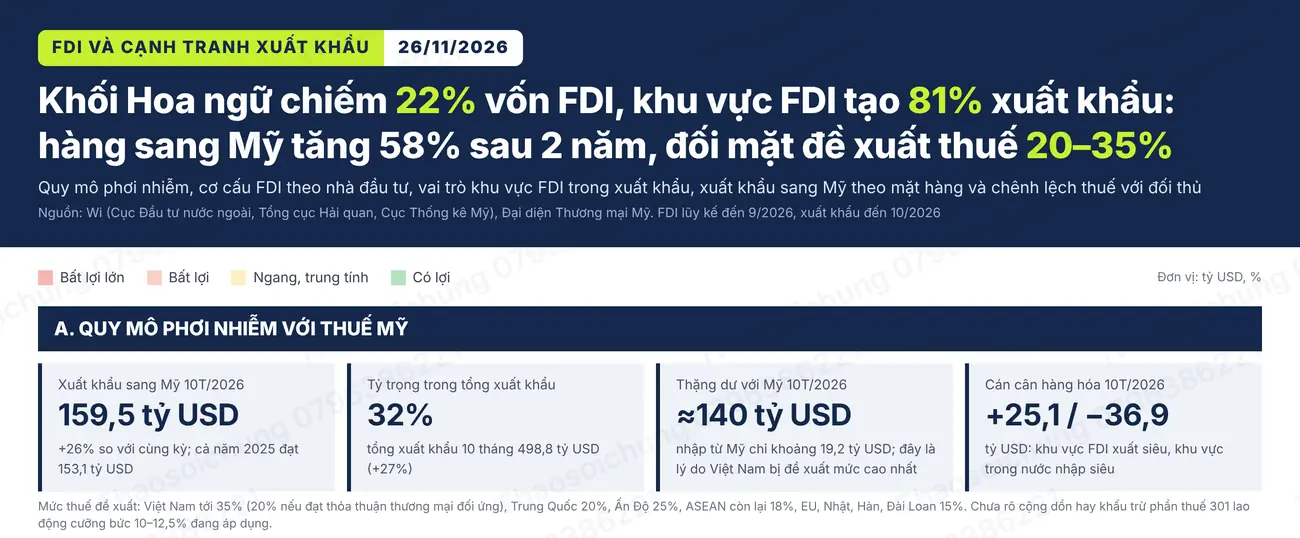 FDI VÀ CẠNH TRANH XUẤT KHẨU 26/11/2026
Khối Hoa ngữ chiếm 22% vốn FDI, khu vực FDI tạo 81% xuất khẩu:
hàng sang Mỹ tăng 58% sau 2 năm, đối mặt đề xuất thuế 20–35%
Quy mô phơi nhiễm, cơ cấu FDI theo nhà đầu tư, vai trò khu vực FDI trong xuất khẩu, xuất khẩu sang Mỹ theo mặt hàng và chênh lệch thuế với đối thủ
Nguồn: Wi (Cục Đầu tư nước ngoài, Tổng cục Hải quan, Cục Thống kê Mỹ), Đại diện Thương mại Mỹ. FDI lũy kế đến 9/2026, xuất khẩu đến 10/2026
Bất lợi lớn Bất lợi Ngang, trung tính Có lợi Đơn vị: tỷ USD, %
A. QUY MÔ PHƠI NHIỄM VỚI THUẾ MỸ
Xuất khẩu sang Mỹ 10T/2026
159,5 tỷ USD
+26% so với cùng kỳ; cả năm 2025 đạt
153,1 tỷ USD
Tỷ trọng trong tổng xuất khẩu
32%
tổng xuất khẩu 10 tháng 498,8 tỷ USD
(+27%)
Thặng dư với Mỹ 10T/2026
≈140 tỷ USD
nhập từ Mỹ chỉ khoảng 19,2 tỷ USD; đây là
lý do Việt Nam bị đề xuất mức cao nhất
Cán cân hàng hóa 10T/2026
+25,1 / −36,9
tỷ USD: khu vực FDI xuất siêu, khu vực
trong nước nhập siêu
Mức thuế đề xuất: Việt Nam tới 35% (20% nếu đạt thỏa thuận thương mại đối ứng), Trung Quốc 20%, Ấn Độ 25%, ASEAN còn lại 18%, EU, Nhật, Hàn, Đài Loan 15%. Chưa rõ cộng dồn hay khấu trừ phần thuế 301 lao
động cưỡng bức 10–12,5% đang áp dụng.